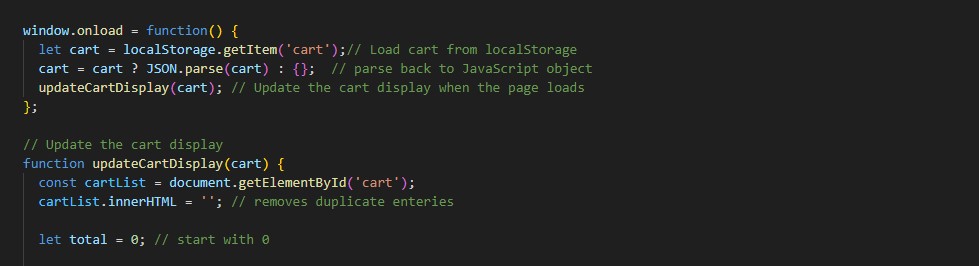 window.onload = function() {
let cart = localStorage.getItem('cart');// Load cart from localStorage
cart = cart ? JSON.parse(cart) : {};  // parse back to JavaScript object
updateCartDisplay(cart); // Update the cart display when the page loads
};
// Update the cart display
function updateCartDisplay(cart) {
const cartList = document.getElementById('cart');
cartList.innerHTML = ''; // removes duplicate enteries
let total = 0; // start with 0